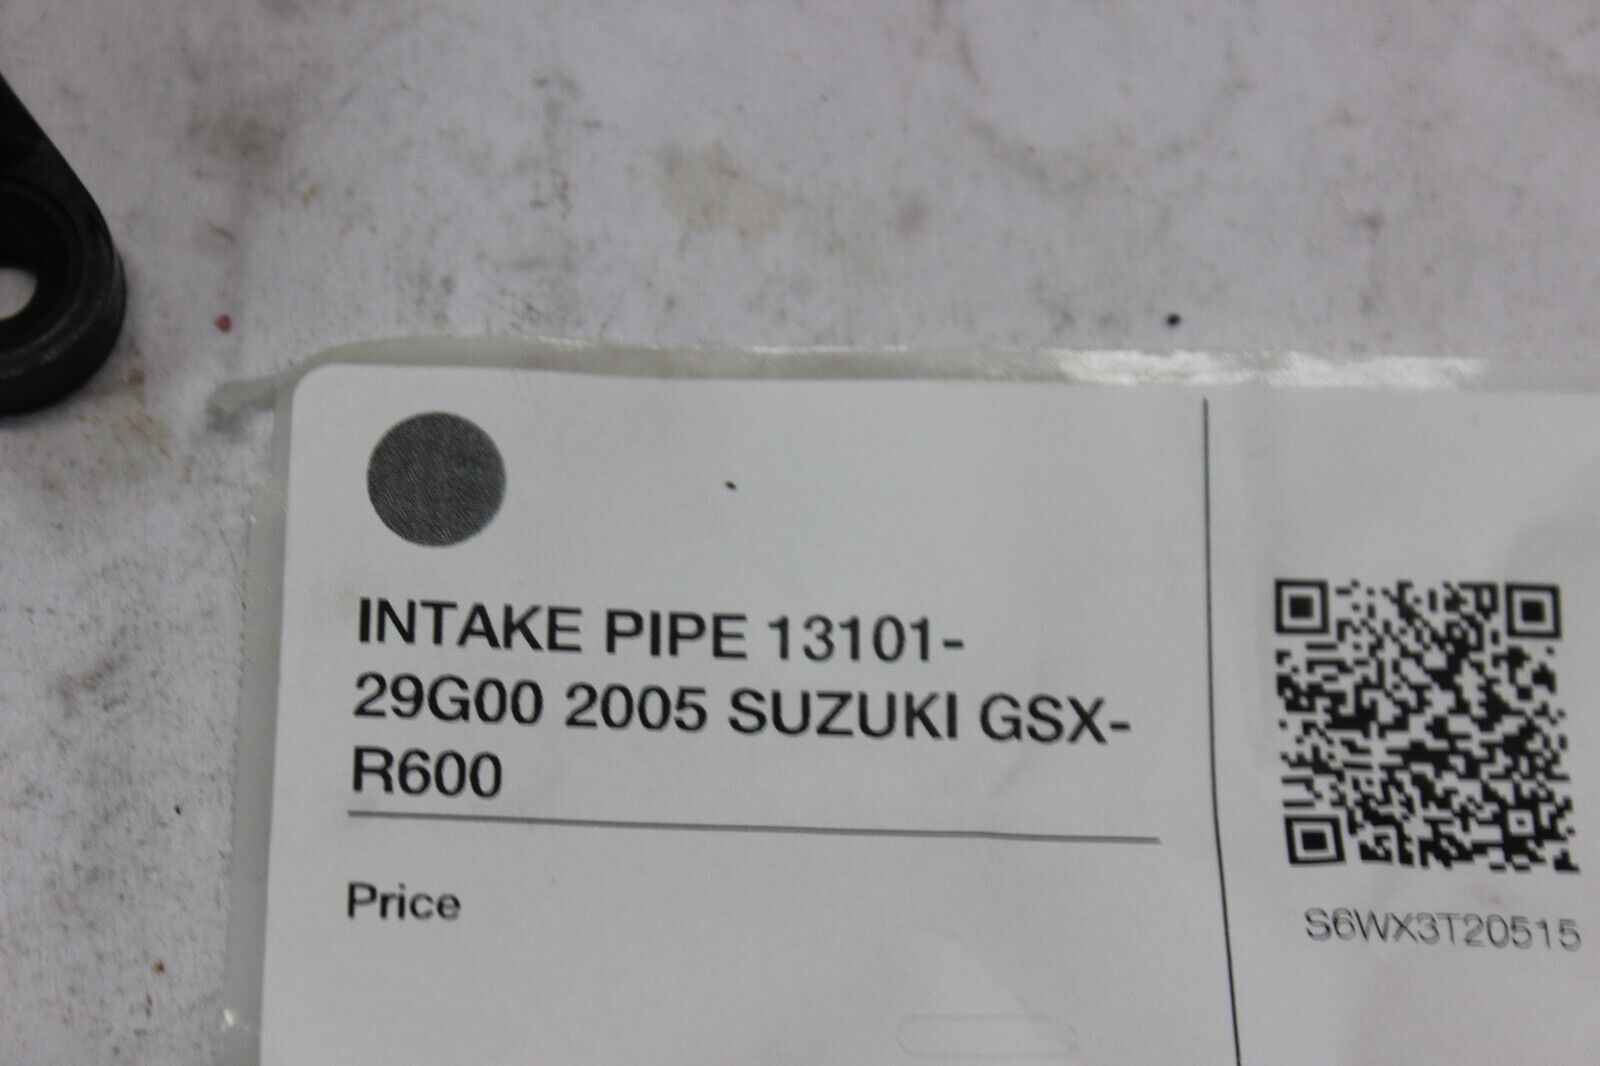 INTAKE PIPE 13101-
29G00 2005 SUZUKI GSX-
R600
Price
S6WX3T20515